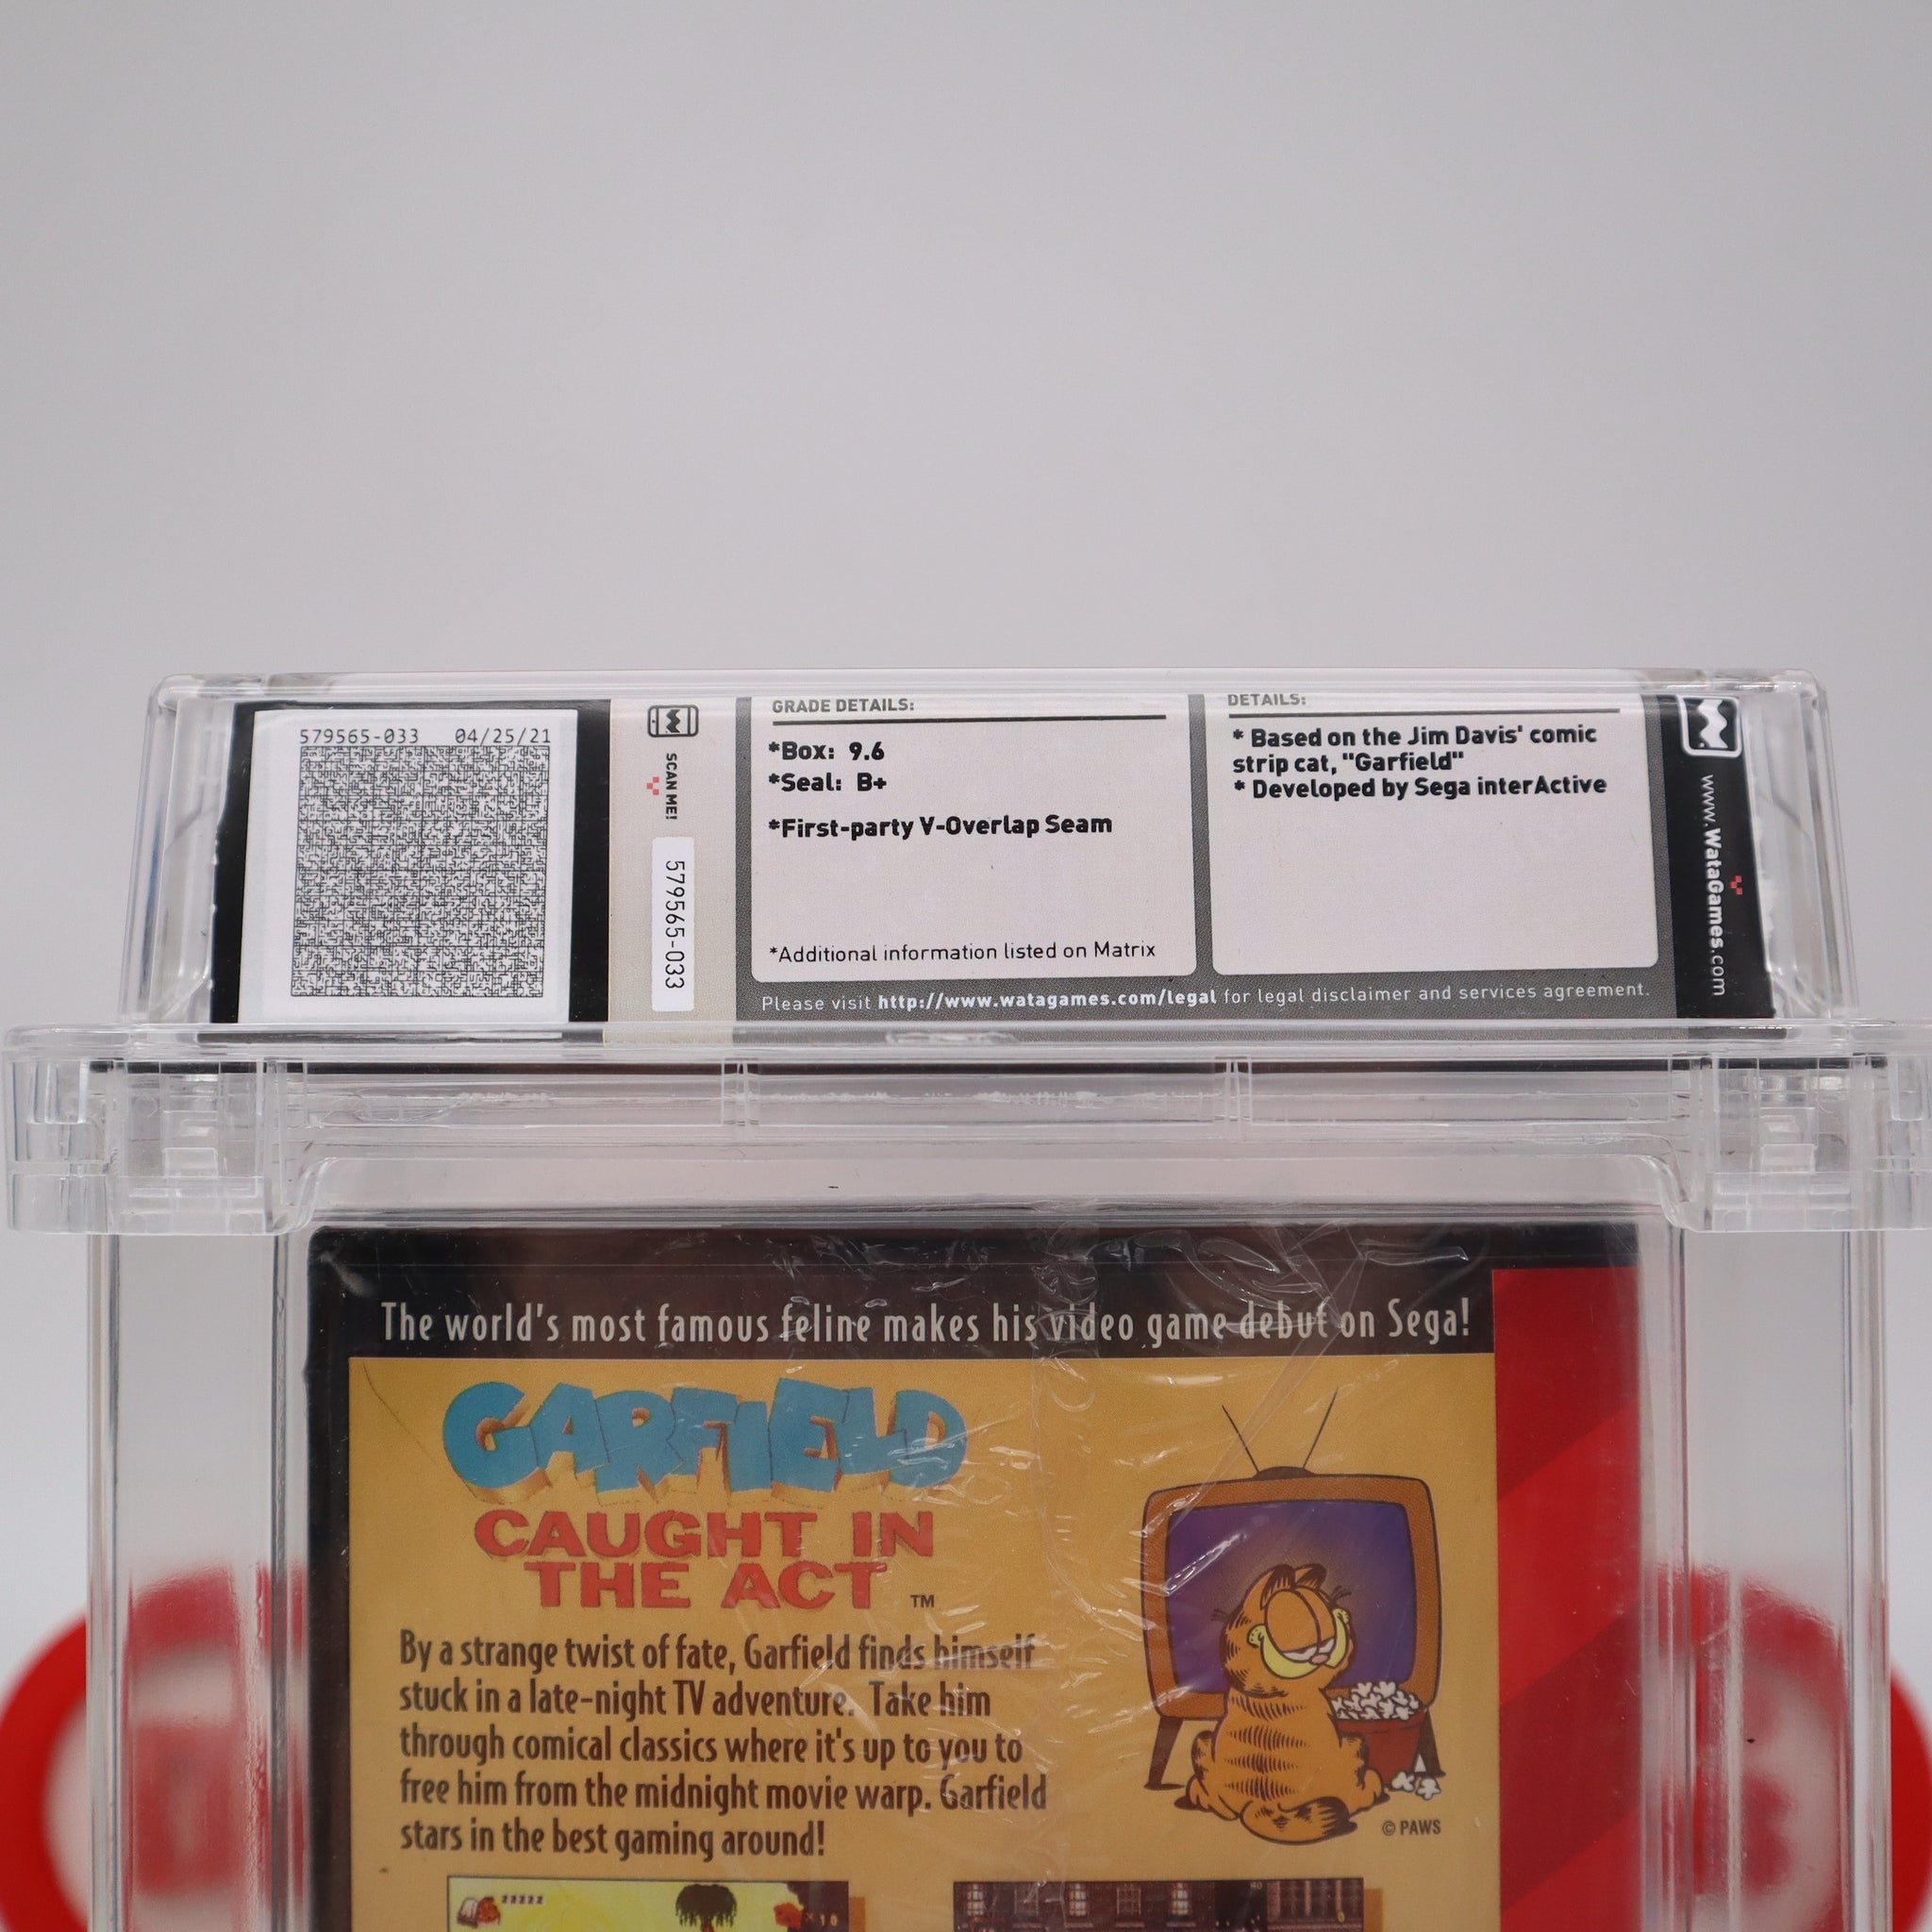 579565-033 04/25/21
SCAN ME!
579565-033
GRADE DETAILS:
*Box: 9.6
*Seal: B+
*First-party V-Overlap Seam
*Additional information listed on Matrix
DETAILS:
* Based on the Jim Davis' comic
strip cat, "Garfield"
* Developed by Sega interActive
Please visit http://www.watagames.com/legal for legal disclaimer and services agreement.
www.WataGames.com
The world's most famous feline makes his video game debut on Sega!
GARFIELD
CAUGHT IN
THE ACT ™
By a strange twist of fate, Garfield finds himself
stuck in a late-night TV adventure. Take him
through comical classics where it's up to you to
free him from the midnight movie warp. Garfield
stars in the best gaming around!
© PAWS
22222
×10